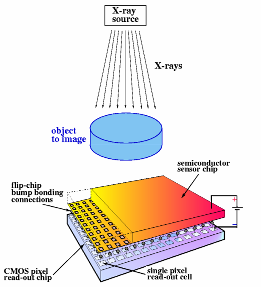 X-ray
source
X-rays
object
to image
semiconductor
sensor chip
flip-chip
bump bonding
connections
+
-
CMOS pixel
read-out chip
single pixel
read-out cell